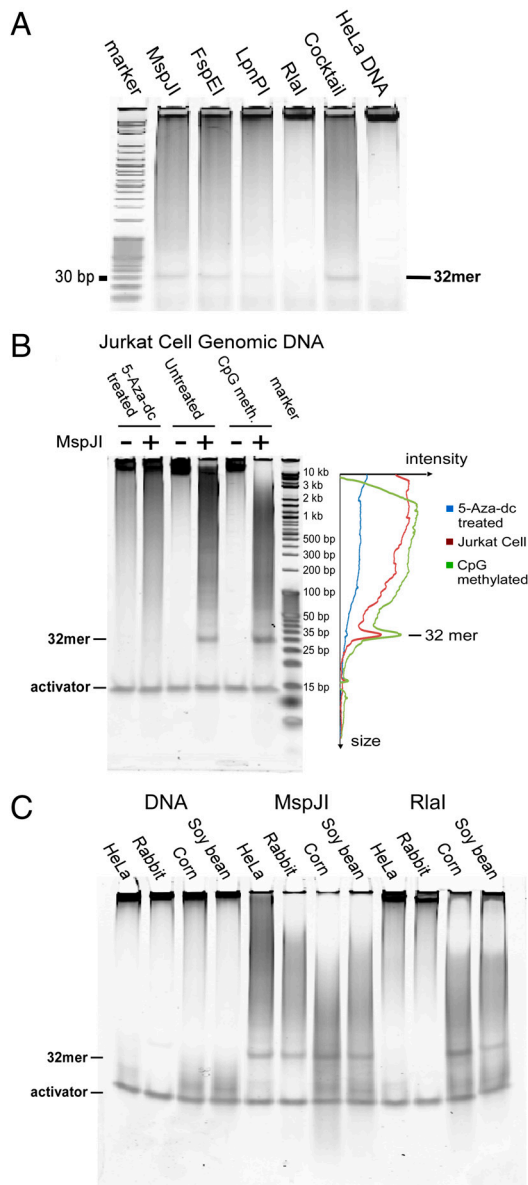 A
marker
MspJI
FspEI
LpnPI
RlaI
Cocktail
HeLa DNA
30 bp
32mer
B
Jurkat Cell Genomic DNA
5-Aza-dc
treated
Untreated
CpG meth.
marker
MspJI - + - + - +
10 kb
3 kb
2 kb
1 kb
500 bp
300 bp
200 bp
100 bp
50 bp
35 bp
25 bp
15 bp
32mer
activator
intensity
5-Aza-dc
treated
Jurkat Cell
CpG
methylated
32 mer
size
C
DNA MspJI RlaI
HeLa
Rabbit
Corn
Soy bean
HeLa
Rabbit
Corn
Soy bean
HeLa
Rabbit
Corn
Soy bean
32mer
activator